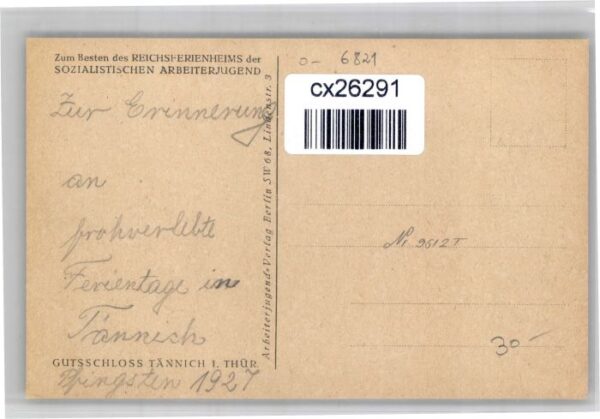 Zum Besten des REICHSFERIENHEIMS der
SOZIALISTISCHEN ARBEITERJUGEND
Zur Erinnerung
an
frohverlebte
Ferientage in
Tännich
GUTSSCHLOSS TÄNNICH I. THÜR.
Pfingsten 1927
Arbeiterjugend-Verlag Berlin SW 68, Lindenstr. 3
o- 6821
cx26291
Nr 9612T
30-